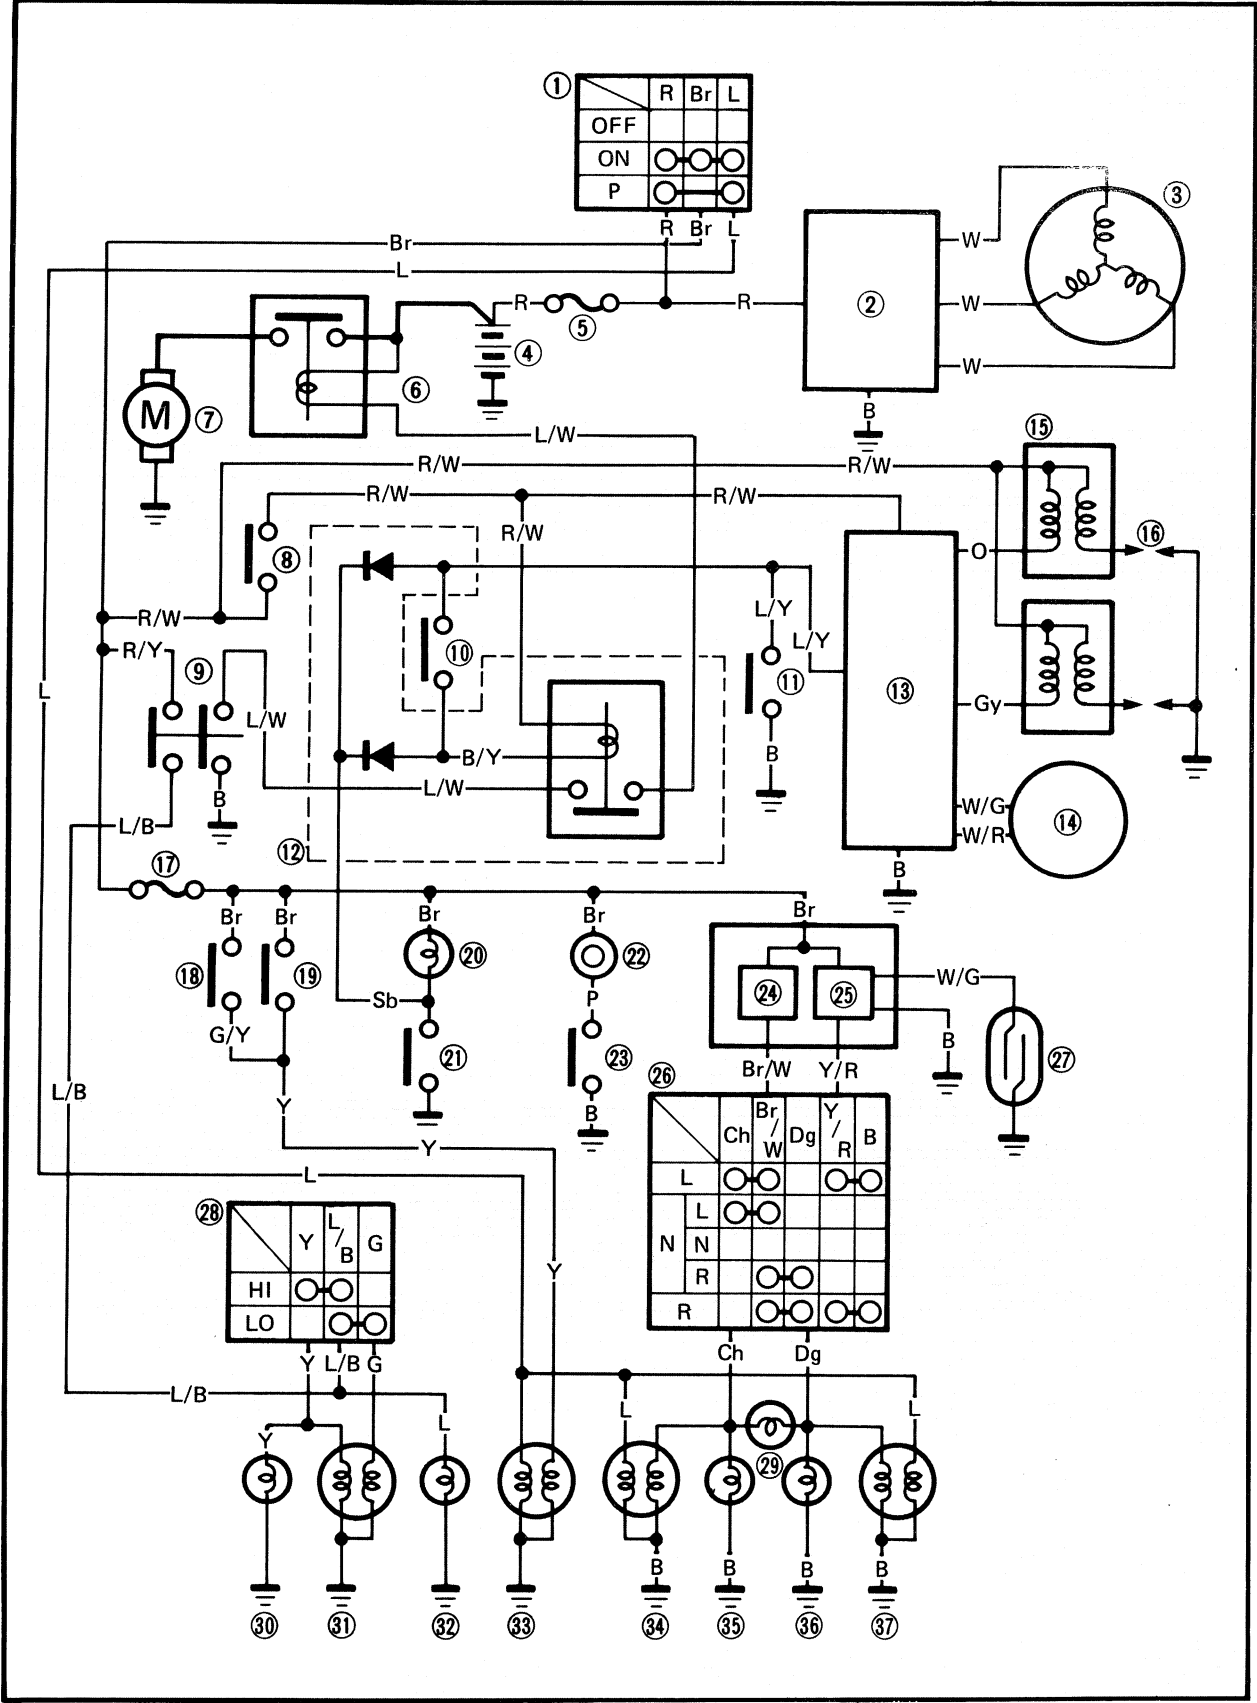 ① R Br L
OFF
ON
P
R Br L
③
Br W
L
R ⑤ R ② W
④
⑥ W
M ⑦ B
L/W ⑮
R/W R/W
R/W R/W
R/W ⑯
⑧ O
L/Y
R/W L/Y
R/Y ⑩
⑨ ⑪ ⑬
L
L/W Gy
B/Y B
L/W
B W/G
L/B W/R ⑭
⑫
⑰ B
Br Br Br Br Br
⑱ ⑲ ⑳ ㉒ ㉔ ㉕ W/G
Sb P
G/Y B
㉑ ㉓ ㉗
L/B Br/W Y/R
㉖
Y B
Ch Br/W Dg Y/R B
Y
L L
㉘ N L
Y L/B G N
Y R
HI R
LO
Y L/B G Ch Dg
L/B L L L
Y
㉙
B B B B
㉚ ㉛ ㉜ ㉝ ㉞ ㉟ ㊱ ㊲